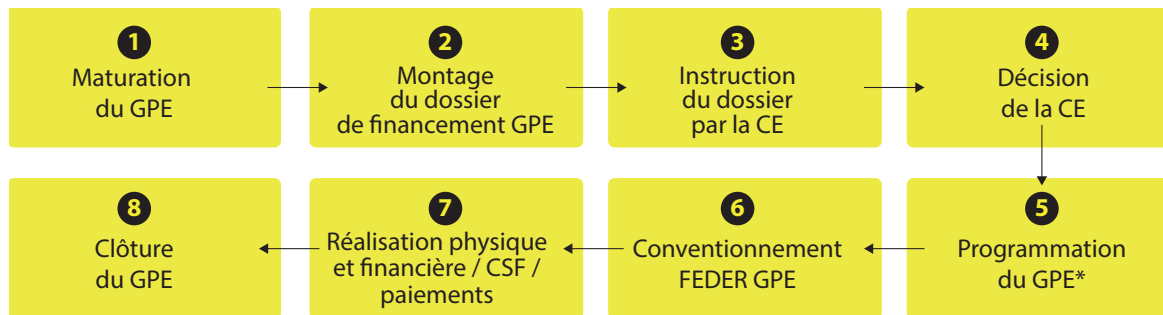 1
Maturation
du GPE
2
Montage
du dossier
de financement GPE
3
Instruction
du dossier
par la CE
4
Décision
de la CE
5
Programmation
du GPE*
6
Conventionnement
FEDER GPE
7
Réalisation physique
et financière / CSF /
paiements
8
Clôture
du GPE